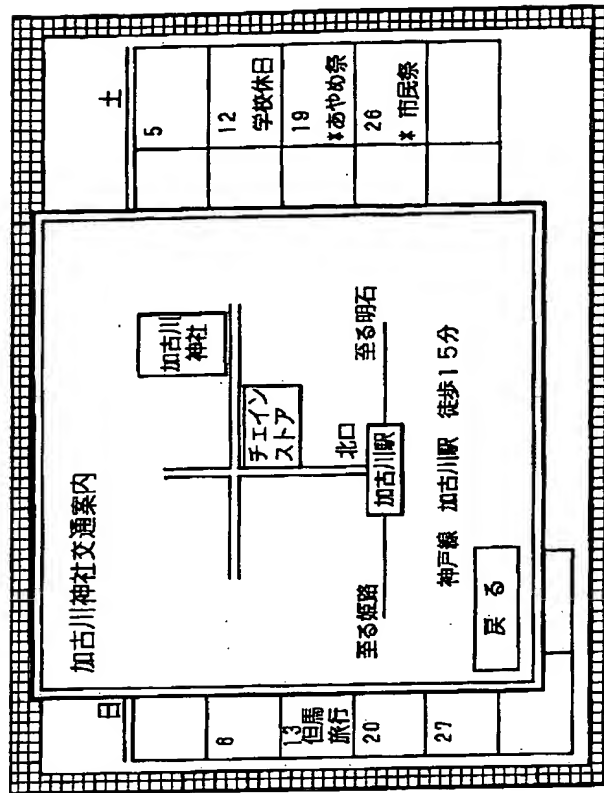 日
土
5
6
12
学校休日
13
但馬
旅行
19
*あやめ祭
20
26
* 市民祭
27
加古川神社交通案内
加古川
神社
チェイン
ストア
北口
至る姫路
加古川駅
至る明石
神戸線 加古川駅 徒歩15分
戻る